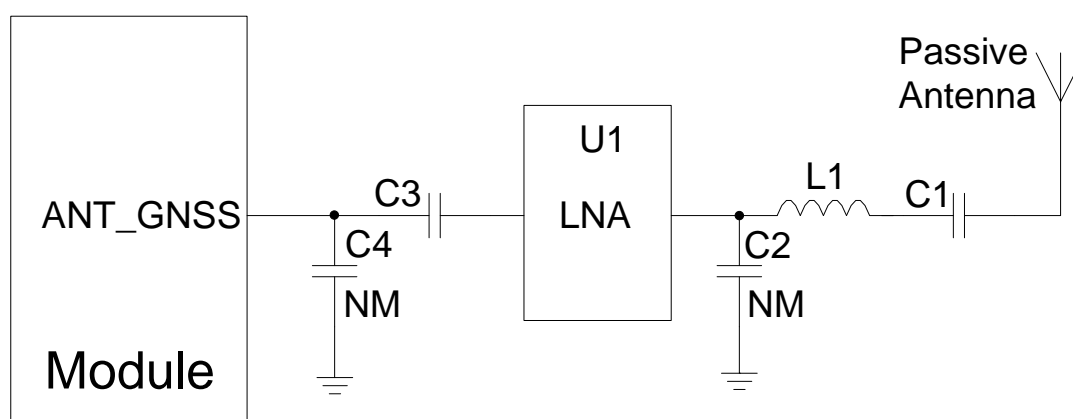 Passive
Antenna
U1
L1
C3
C1
ANT_GNSS
LNA
C4
C2
NM
NM
Module